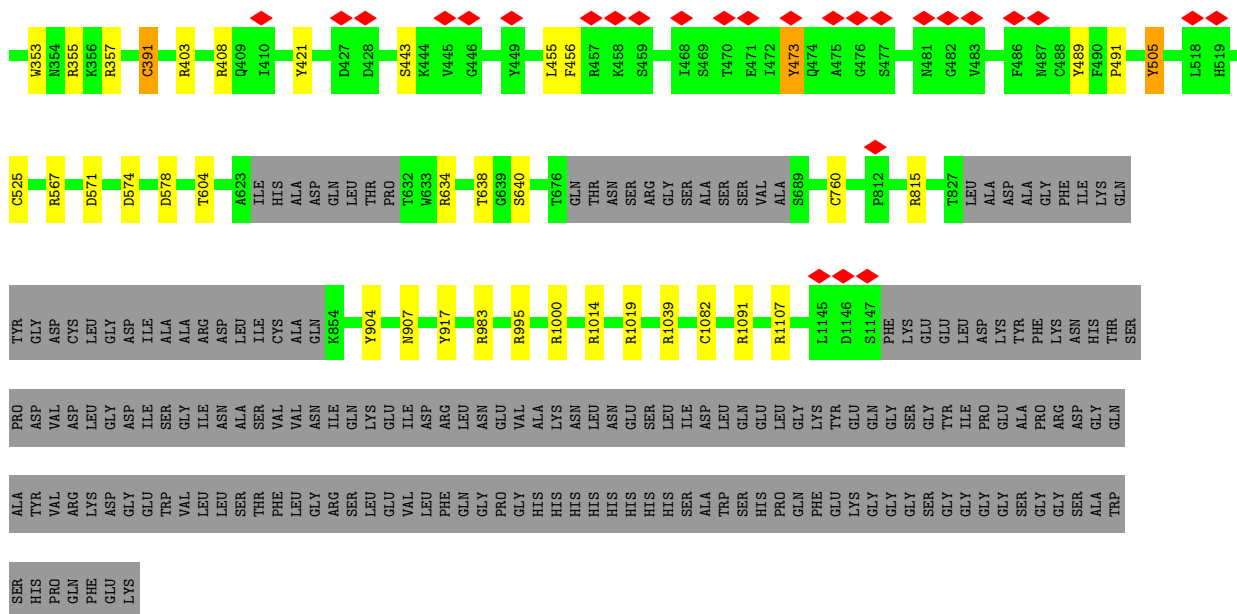 W353 N354 R355 K356 R357 C391 R403 R408 Q409 I410 Y421 D427 D428 S443 K444 V445 G446 Y449 L455 F456 R457 K458 S459 I468 S469 T470 E471 I472 Y473 Q474 A475 G476 S477 N481 G482 V483 F486 N487 C488 Y489 F490 P491 Y505 L518 H519
C525 R567 D571 D574 D578 T604 A623 ILE HIS ALA ASP GLN LEU THR PRO T632 W633 R634 T638 G639 S640 T676 GLN THR ASN SER ARG GLY SER ALA SER SER VAL ALA S689 C760 P812 R815 T827 LEU ALA ASP ALA GLY PHE ILE LYS GLN
TYR GLY ASP CYS LEU GLY ASP ILE ALA ALA ARG ASP LEU ILE CYS ALA GLN K854 Y904 N907 Y917 R983 R995 R1000 R1014 R1019 R1039 C1082 R1091 R1107 L1145 D1146 S1147 PHE LYS GLU GLU LEU ASP LYS TYR PHE LYS ASN HIS THR SER
PRO ASP VAL ASP LEU GLY ASP ILE SER GLY ILE ASN ALA SER VAL VAL ASN ILE GLN LYS GLU ILE ASP ARG LEU ASN GLU VAL ALA LYS ASN LEU ASN GLU SER LEU ILE ASP LEU GLN GLU LEU GLY LYS TYR GLU GLN GLY SER GLY TYR ILE PRO GLU ALA PRO ARG ASP GLY GLN
ALA TYR VAL ARG LYS ASP GLY GLU TRP VAL LEU LEU SER THR PHE LEU GLY ARG SER LEU GLU VAL LEU PHE GLN GLY PRO GLY HIS HIS HIS HIS HIS HIS HIS HIS SER ALA TRP SER HIS PRO GLN PHE GLU LYS GLY GLY GLY SER GLY GLY GLY GLY SER GLY GLY SER ALA TRP
SER HIS PRO GLN PHE GLU LYS